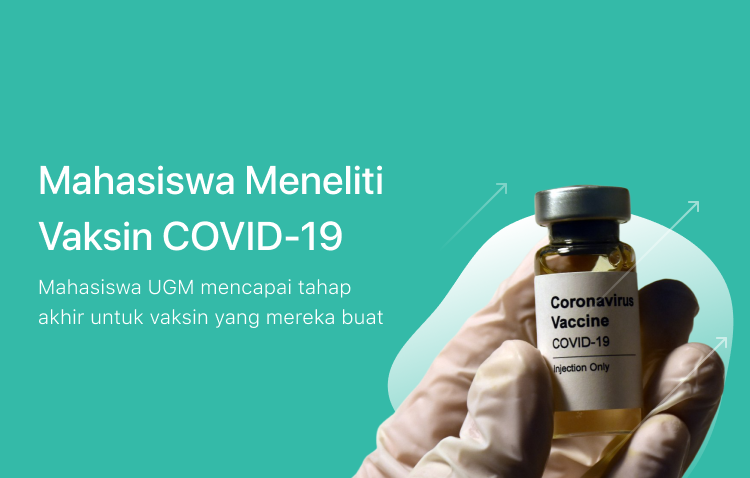 Mahasiswa Meneliti
Vaksin COVID-19
Mahasiswa UGM mencapai tahap
akhir untuk vaksin yang mereka buat
Coronavirus
Vaccine
COVID-19
Injection Only